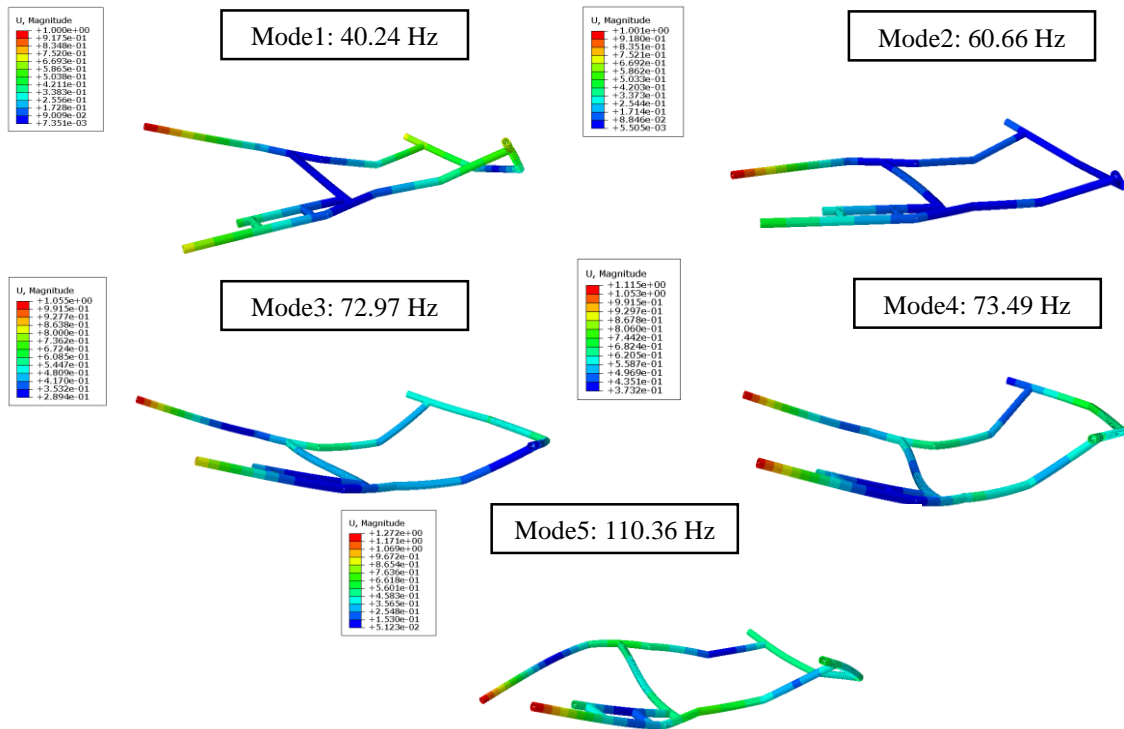 U, Magnitude
+1.000e+00
+9.175e-01
+8.348e-01
+7.520e-01
+6.693e-01
+5.865e-01
+5.038e-01
+4.211e-01
+3.383e-01
+2.556e-01
+1.728e-01
+9.009e-02
+7.351e-03
Mode1: 40.24 Hz
U, Magnitude
+1.001e+00
+9.180e-01
+8.351e-01
+7.521e-01
+6.692e-01
+5.862e-01
+5.033e-01
+4.203e-01
+3.373e-01
+2.544e-01
+1.714e-01
+8.846e-02
+5.505e-03
Mode2: 60.66 Hz
U, Magnitude
+1.055e+00
+9.915e-01
+9.277e-01
+8.638e-01
+8.000e-01
+7.362e-01
+6.724e-01
+6.085e-01
+5.447e-01
+4.809e-01
+4.170e-01
+3.532e-01
+2.894e-01
Mode3: 72.97 Hz
U, Magnitude
+1.115e+00
+1.053e+00
+9.915e-01
+9.297e-01
+8.678e-01
+8.060e-01
+7.442e-01
+6.824e-01
+6.205e-01
+5.587e-01
+4.969e-01
+4.351e-01
+3.732e-01
Mode4: 73.49 Hz
U, Magnitude
+1.272e+00
+1.171e+00
+1.069e+00
+9.672e-01
+8.654e-01
+7.636e-01
+6.618e-01
+5.601e-01
+4.583e-01
+3.565e-01
+2.548e-01
+1.530e-01
+5.123e-02
Mode5: 110.36 Hz